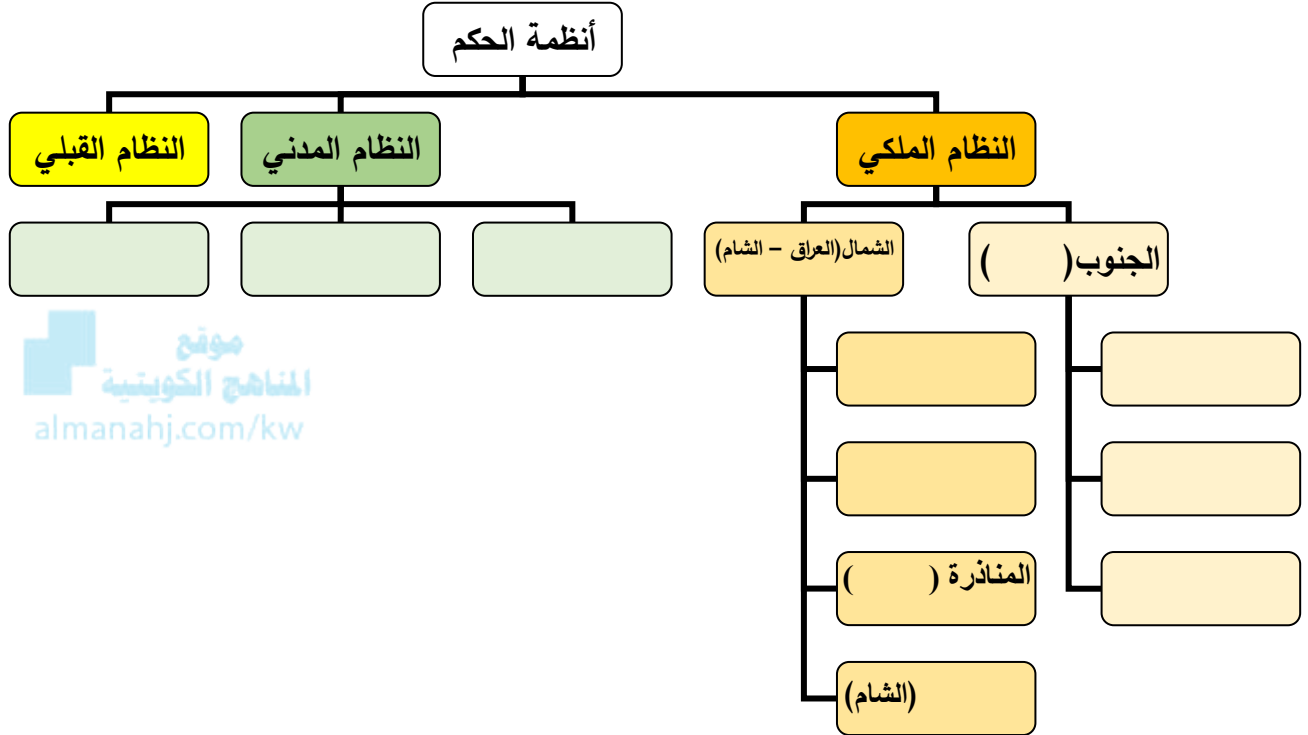 أنظمة الحكم
النظام الملكي
النظام المدني
النظام القبلي
الجنوب( )
الشمال(العراق – الشام)
المناذرة ( )
(الشام)
موقع
المناهج الكويتية
almanahj.com/kw